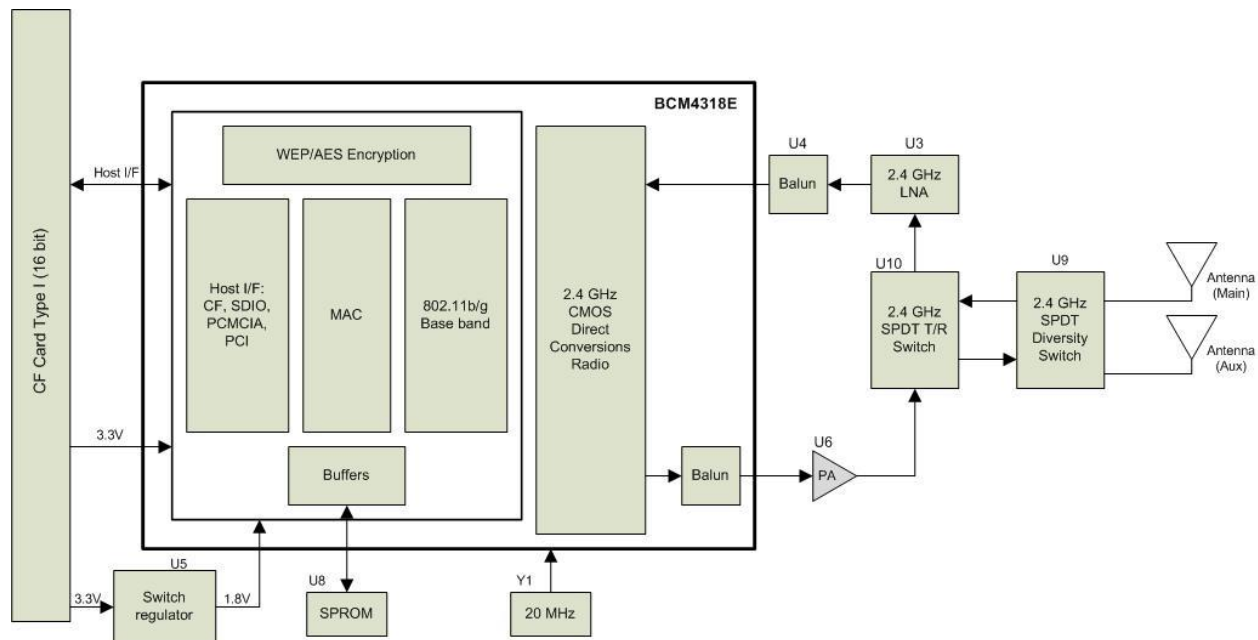 BCM4318E
WEP/AES Encryption
Host I/F
CF Card Type I (16 bit)
Host I/F:
CF, SDIO,
PCMCIA,
PCI
MAC
802.11b/g
Base band
2.4 GHz
CMOS
Direct
Conversions
Radio
U4
Balun
U3
2.4 GHz
LNA
U10
2.4 GHz
SPDT T/R
Switch
U9
2.4 GHz
SPDT
Diversity
Switch
Antenna
(Main)
Antenna
(Aux)
3.3V
Buffers
Balun
U6
PA
3.3V
U5
Switch
regulator
1.8V
U8
SPROM
Y1
20 MHz